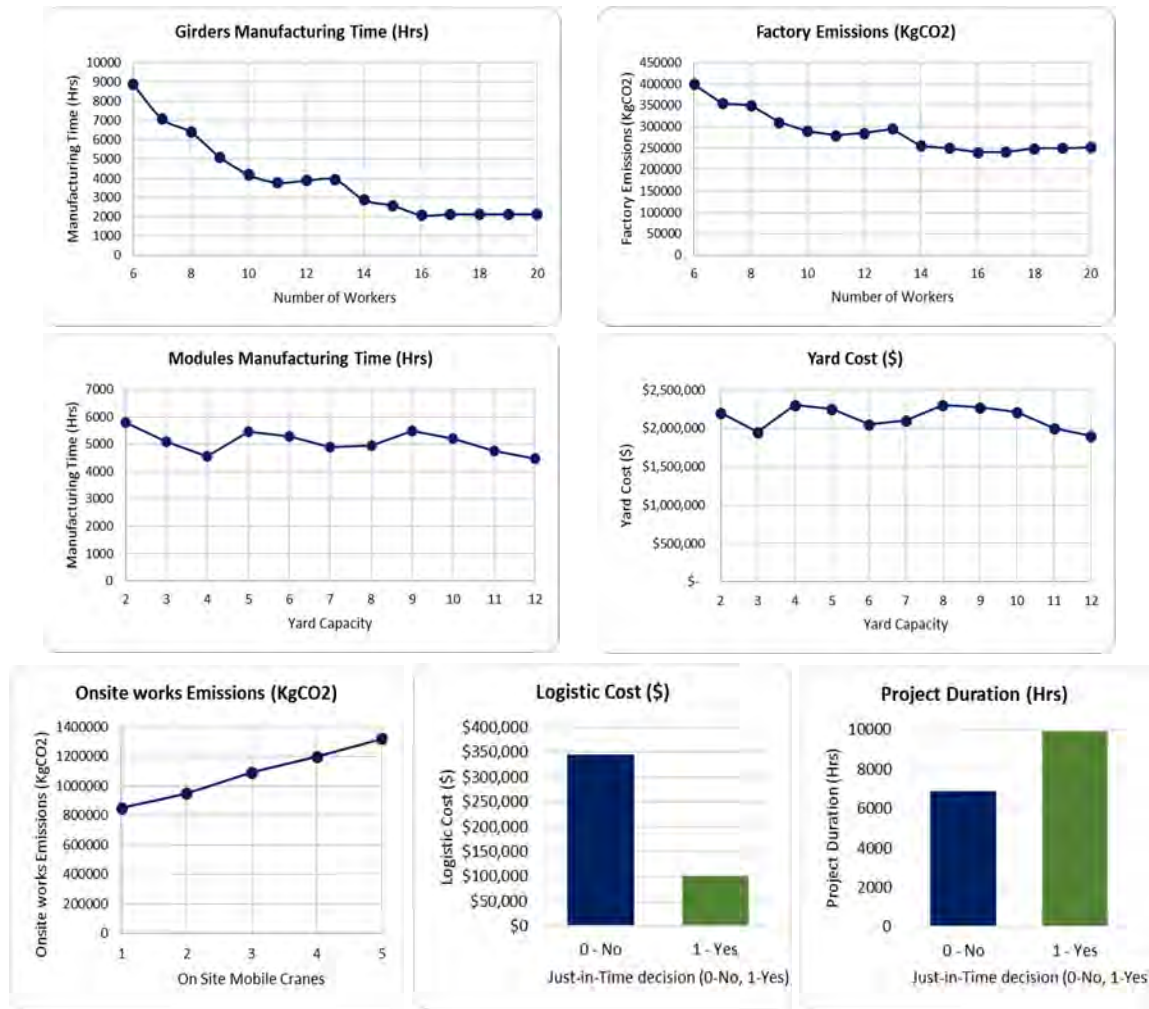 Girders Manufacturing Time (Hrs)
Manufacturing Time (Hrs)
10000
9000
8000
7000
6000
5000
4000
3000
2000
1000
0
6 8 10 12 14 16 18 20
Number of Workers
Factory Emissions (KgCO2)
Factory Emissions (KgCO2)
450000
400000
350000
300000
250000
200000
150000
100000
50000
0
6 8 10 12 14 16 18 20
Number of Workers
Modules Manufacturing Time (Hrs)
Manufacturing Time (Hrs)
7000
6000
5000
4000
3000
2000
1000
0
2 3 4 5 6 7 8 9 10 11 12
Yard Capacity
Yard Cost ($)
Yard Cost ($)
$2,500,000
$2,000,000
$1,500,000
$1,000,000
$500,000
$-
2 3 4 5 6 7 8 9 10 11 12
Yard Capacity
Onsite works Emissions (KgCO2)
Onsite works Emissions (KgCO2)
1400000
1200000
1000000
800000
600000
400000
200000
0
1 2 3 4 5
On Site Mobile Cranes
Logistic Cost ($)
Logistic Cost ($)
$400,000
$350,000
$300,000
$250,000
$200,000
$150,000
$100,000
$50,000
$0
0 - No 1 - Yes
Just-in-Time decision (0-No, 1-Yes)
Project Duration (Hrs)
Project Duration (Hrs)
10000
8000
6000
4000
2000
0
0 - No 1 - Yes
Just-in-Time decision (0-No, 1-Yes